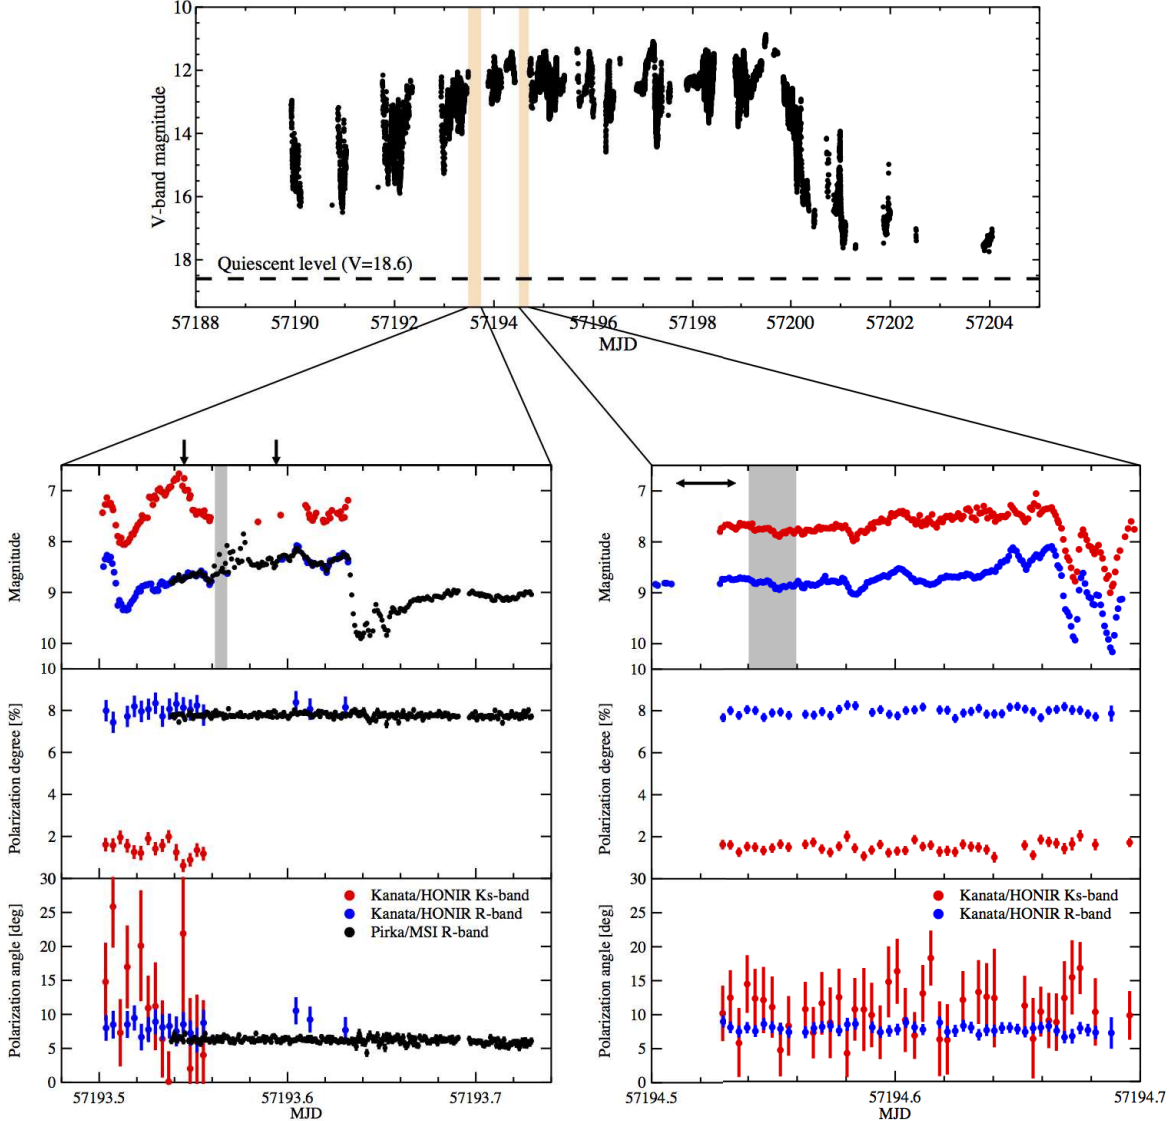 10
12
14
16
18
V-band magnitude
Quiescent level (V=18.6)
57188 57190 57192 57194 57196 57198 57200 57202 57204
MJD
7
8
9
10
Magnitude
10
8
6
4
2
Polarization degree [%]
30
25
20
15
10
5
0
Polarization angle [deg]
Kanata/HONIR Ks-band
Kanata/HONIR R-band
Pirka/MSI R-band
57193.5 57193.6 57193.7
MJD
7
8
9
10
Magnitude
10
8
6
4
2
Polarization degree [%]
30
25
20
15
10
5
0
Polarization angle [deg]
Kanata/HONIR Ks-band
Kanata/HONIR R-band
57194.5 57194.6 57194.7
MJD